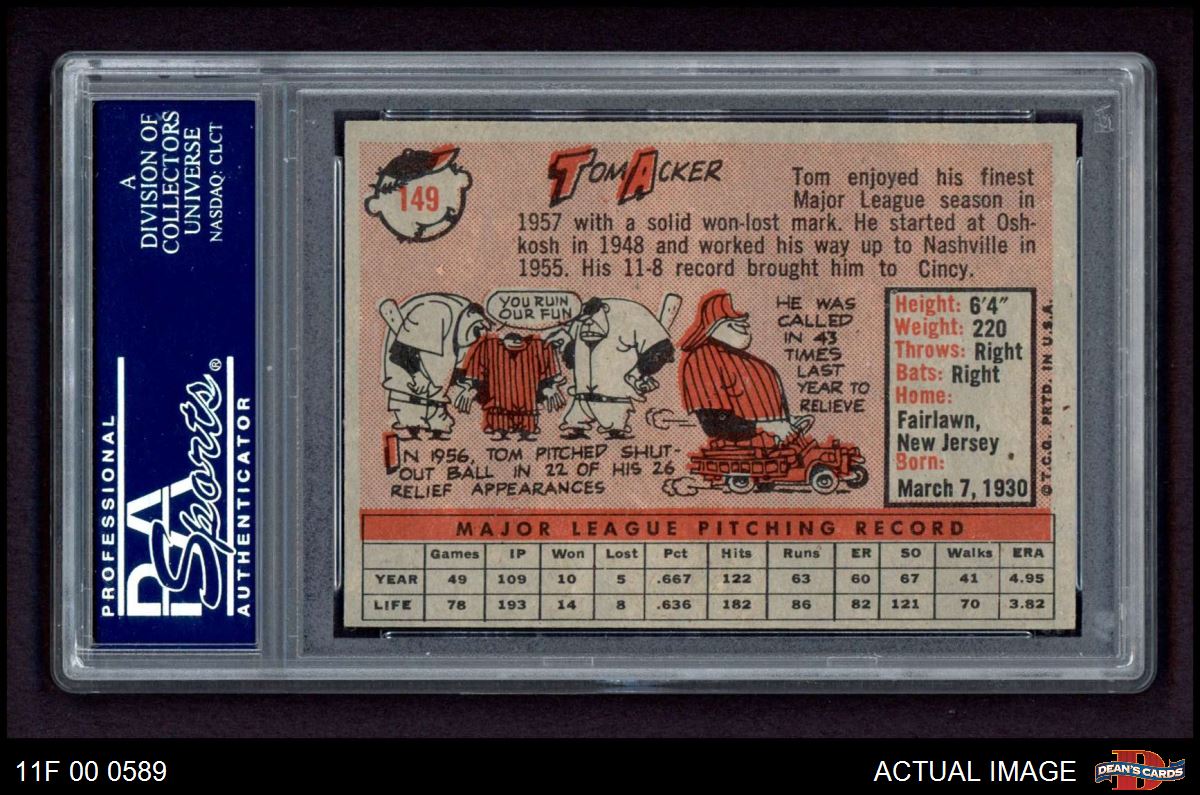 A
DIVISION OF
COLLECTORS
UNIVERSE
NASDAQ: CLCT
PROFESSIONAL
PSA
Sports®
AUTHENTICATOR
149
TOM ACKER
Tom enjoyed his finest
Major League season in
1957 with a solid won-lost mark. He started at Osh-
kosh in 1948 and worked his way up to Nashville in
1955. His 11-8 record brought him to Cincy.
YOU RUIN
OUR FUN
HE WAS
CALLED
IN 43
TIMES
LAST
YEAR TO
RELIEVE
IN 1956, TOM PITCHED SHUT-
OUT BALL IN 22 OF HIS 26
RELIEF APPEARANCES
Height: 6'4"
Weight: 220
Throws: Right
Bats: Right
Home:
Fairlawn,
New Jersey
Born:
March 7, 1930
© T.C.G. PRTD. IN U.S.A.
MAJOR LEAGUE PITCHING RECORD
Games IP Won Lost Pct Hits Runs ER SO Walks ERA
YEAR 49 109 10 5 .667 122 63 60 67 41 4.95
LIFE 78 193 14 8 .636 182 86 82 121 70 3.82
11F 00 0589
ACTUAL IMAGE
D
DEAN'S CARDS